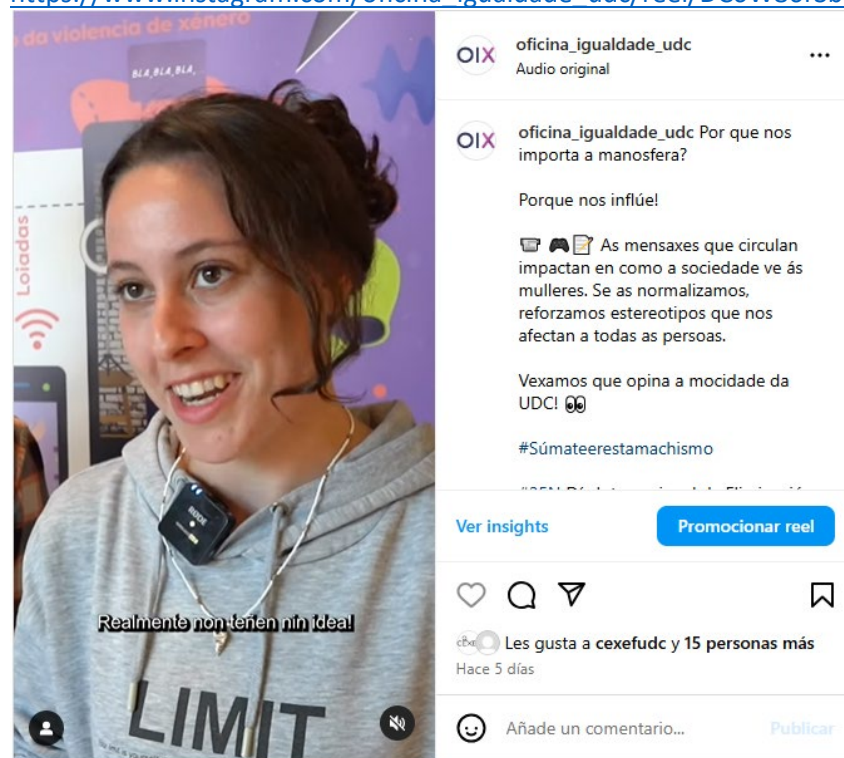 https://www.instagram.com/oficina_igualdade_udc/reel/
da violencia de xénero
BLA, BLA, BLA,
Loiadas
RODE
Realmente non teñen nin idea!
LIMIT
OIX
oficina_igualdade_udc
Audio original
OIX
oficina_igualdade_udc Por que nos
importa a manosfera?
Porque nos inflúe!
As mensaxes que circulan
impactan en como a sociedade ve ás
mulleres. Se as normalizamos,
reforzamos estereotipos que nos
afectan a todas as persoas.
Vexamos que opina a mocidade da
UDC!
#Súmateerestamachismo
Ver insights
Promocionar reel
Les gusta a cexefudc y 15 personas más
Hace 5 días
Añade un comentario...
Publicar